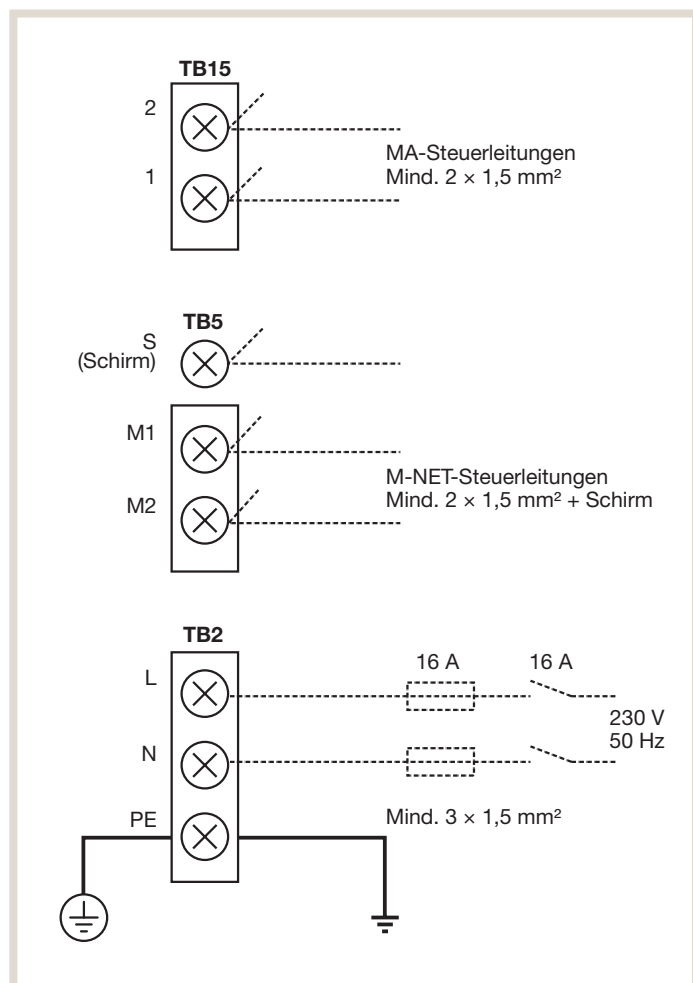 TB15
2
1
MA-Steuerleitungen
Mind. 2 × 1,5 mm²
TB5
S
(Schirm)
M1
M2
M-NET-Steuerleitungen
Mind. 2 × 1,5 mm² + Schirm
TB2
L
16 A
16 A
230 V
50 Hz
N
PE
Mind. 3 × 1,5 mm²